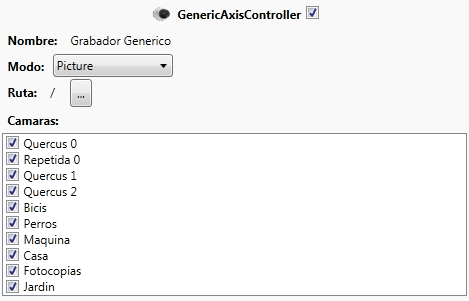 GenericAxisController
Nombre: Grabador Generico
Modo: Picture
Ruta: / ...
Camaras:
Quercus 0
Repetida 0
Quercus 1
Quercus 2
Bicis
Perros
Maquina
Casa
Fotocopias
Jardin